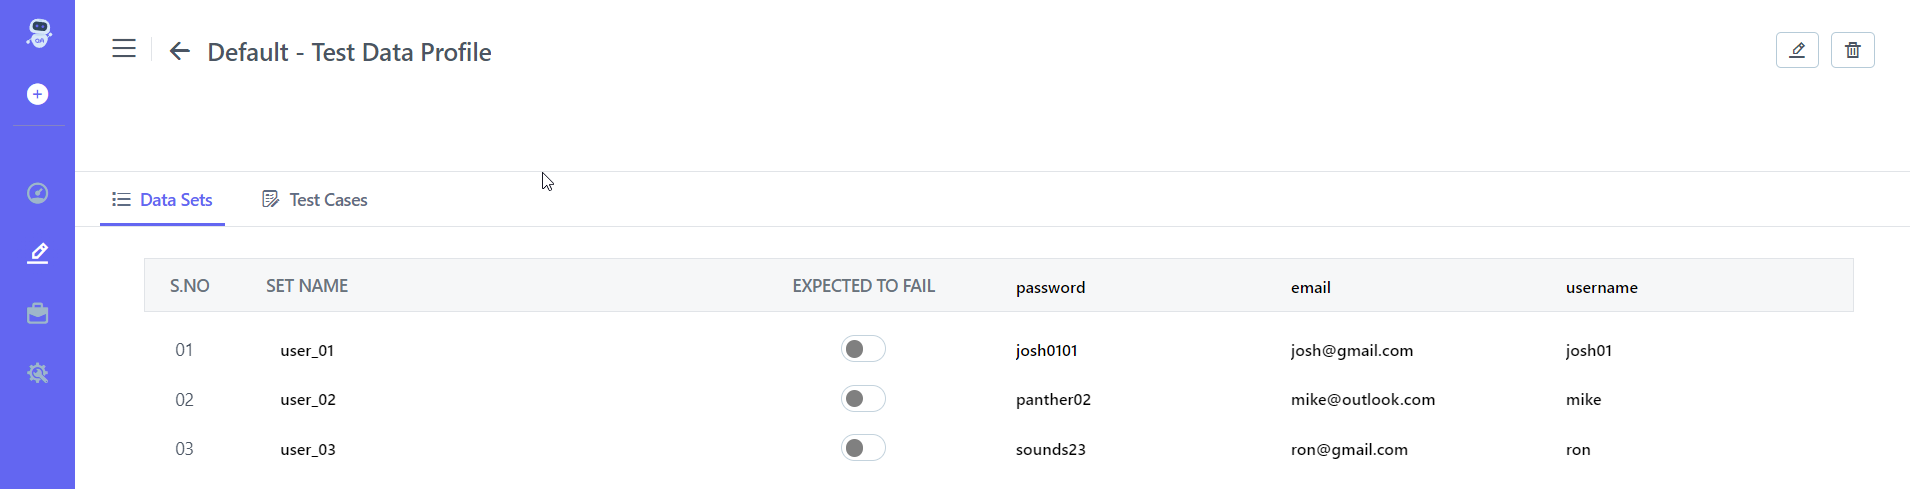 QA
Default - Test Data Profile
Data Sets Test Cases
S.NO SET NAME EXPECTED TO FAIL password email username
01 user_01 josh0101 josh@gmail.com josh01
02 user_02 panther02 mike@outlook.com mike
03 user_03 sounds23 ron@gmail.com ron